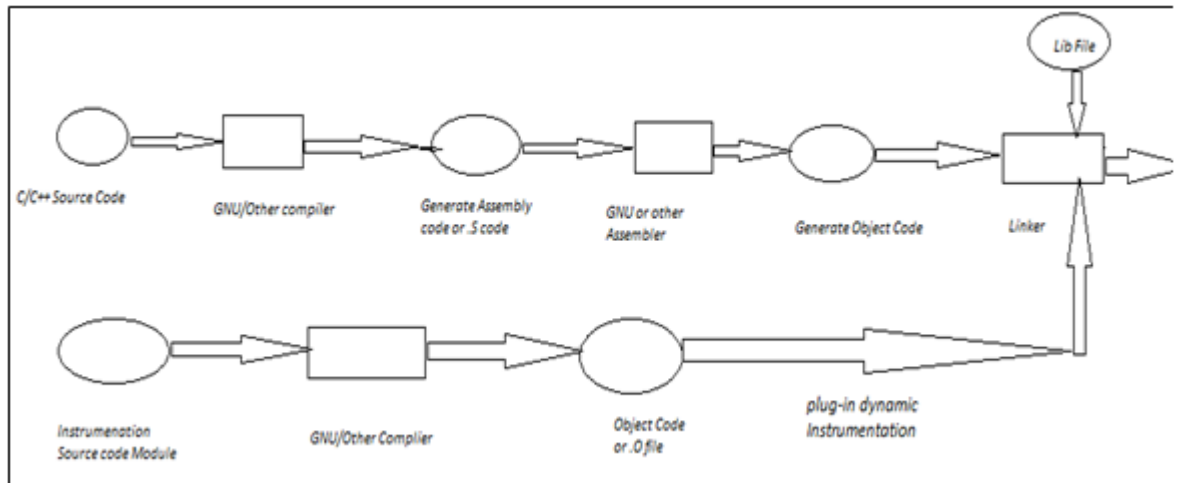 Lib File
C/C++ Source Code
GNU/Other compiler
Generate Assembly
code or .S code
GNU or other
Assembler
Generate Object Code
Linker
Instrumenation
Source code Module
GNU/Other Complier
Object Code
or .O file
plug-in dynamic
Instrumentation